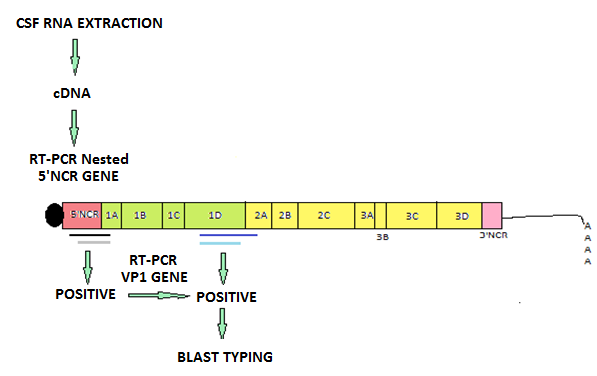 CSF RNA EXTRACTION
cDNA
RT-PCR Nested
5'NCR GENE
5'NCR 1A 1B 1C 1D 2A 2B 2C 3A 3C 3D
3B
3'NCR
A
A
A
A
RT-PCR
VP1 GENE
POSITIVE
POSITIVE
BLAST TYPING